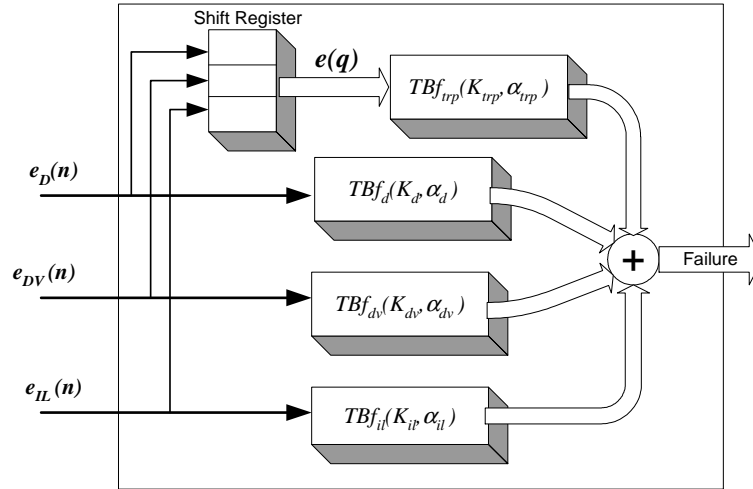 Shift Register
e(q)
TBf_trp(K_trp, α_trp)
e_D(n)
TBf_d(K_d, α_d)
+
Failure
e_DV(n)
TBf_dv(K_dv, α_dv)
e_IL(n)
TBf_il(K_il, α_il)